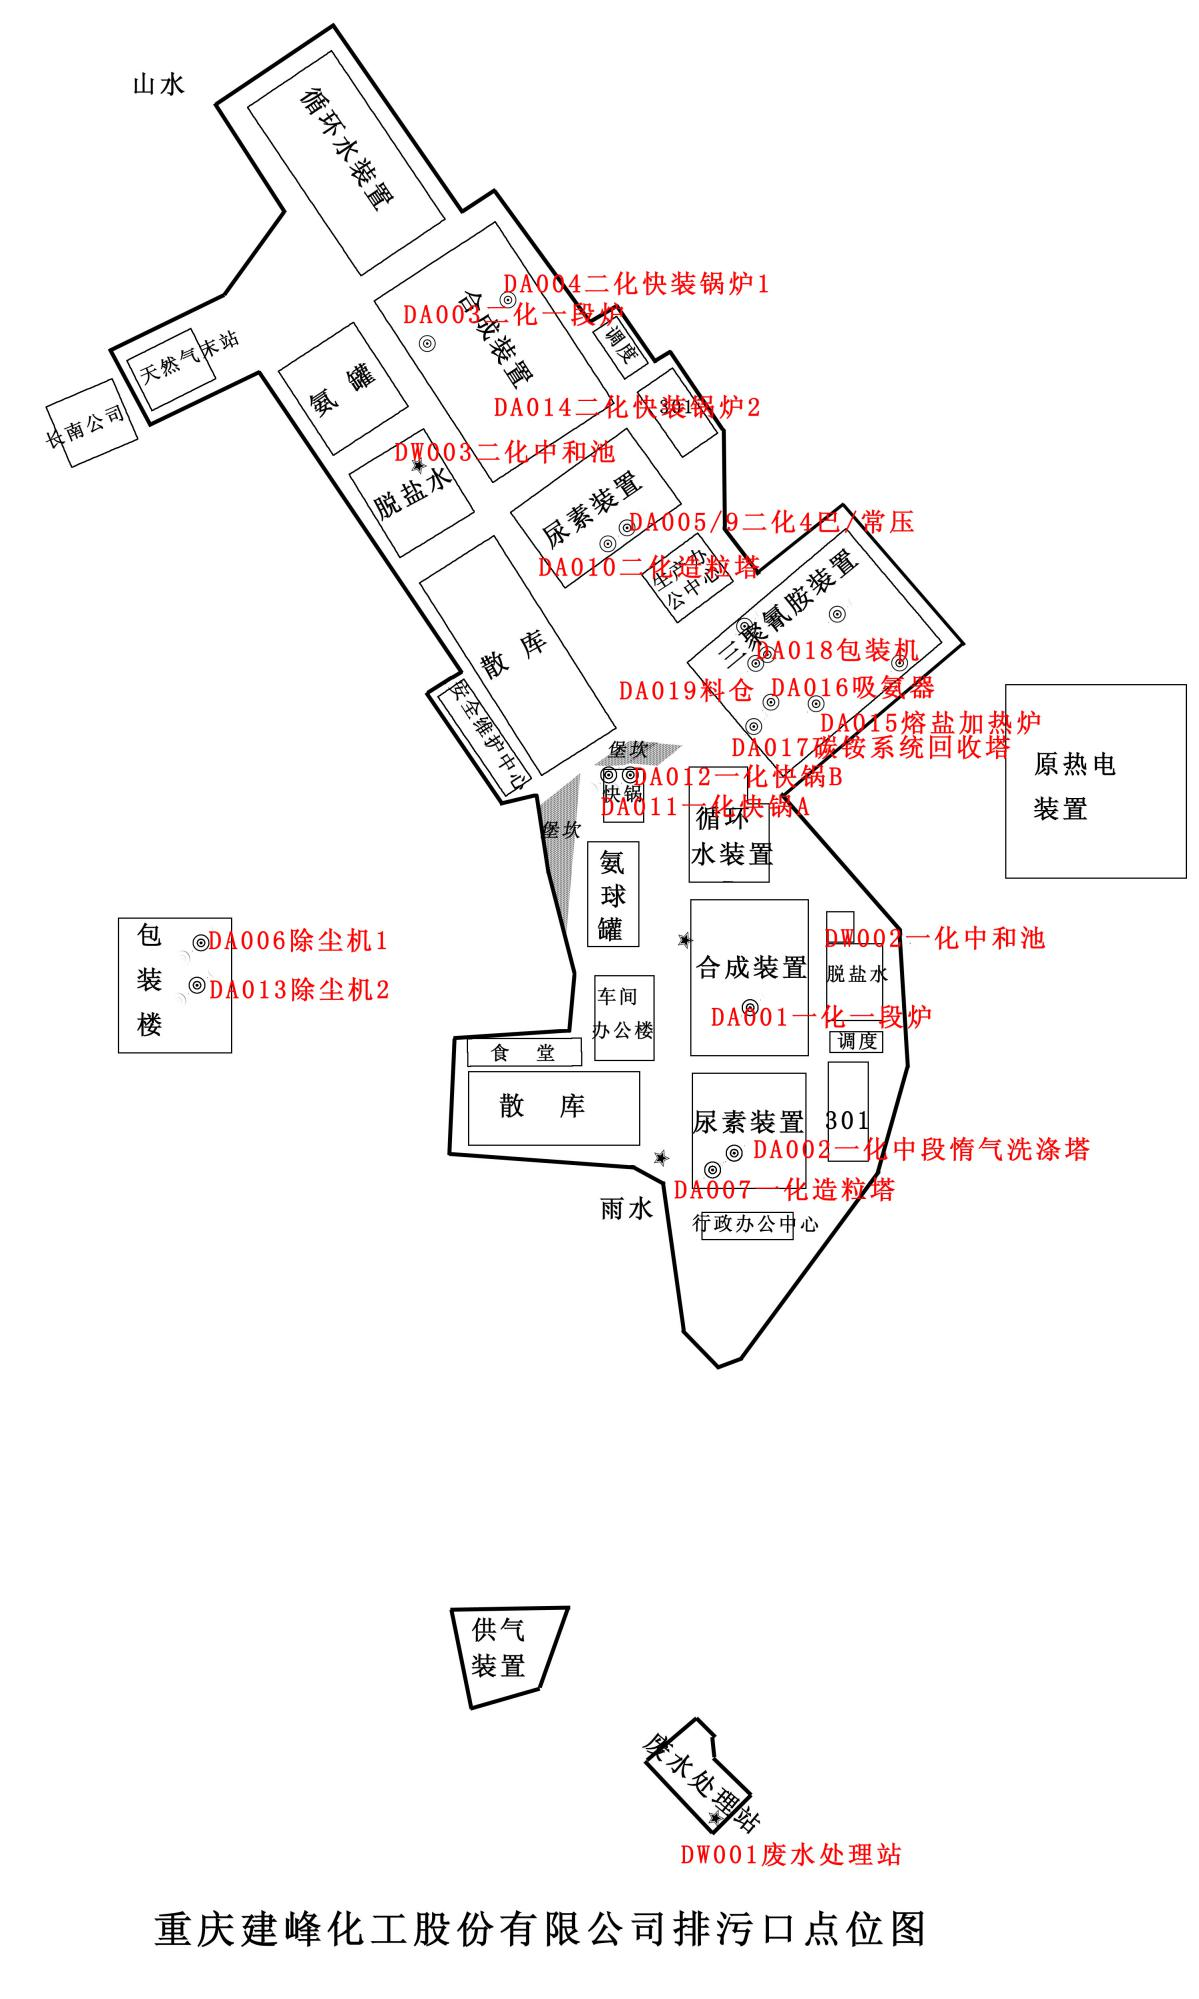 山水
循环水装置
DA004二化快装锅炉1
DA003二化一段炉
合成装置
调度
天然气末站
长南公司
氨 罐
DA014二化快装锅炉2
301
DW003二化中和池
脱盐水
尿素装置
DA005/9二化4巴/常压
DA010二化造粒塔
生产办
公中心
三聚氰胺装置
散 库
DA018包装机
DA019料仓
DA016吸氨器
安全维护中心
DA015熔盐加热炉
DA017碳铵系统回收塔
原热电
装置
堡坎
DA012一化快锅B
快锅
DA011一化快锅A
堡坎
循环
水装置
氨
球
罐
包
装
楼
DA006除尘机1
DA013除尘机2
DW002一化中和池
合成装置
脱盐水
车间
办公楼
DA001一化一段炉
调度
食 堂
散 库
尿素装置
301
DA002一化中段惰气洗涤塔
DA007一化造粒塔
雨水
行政办公中心
供气
装置
废水处理站
DW001废水处理站
重庆建峰化工股份有限公司排污口点位图